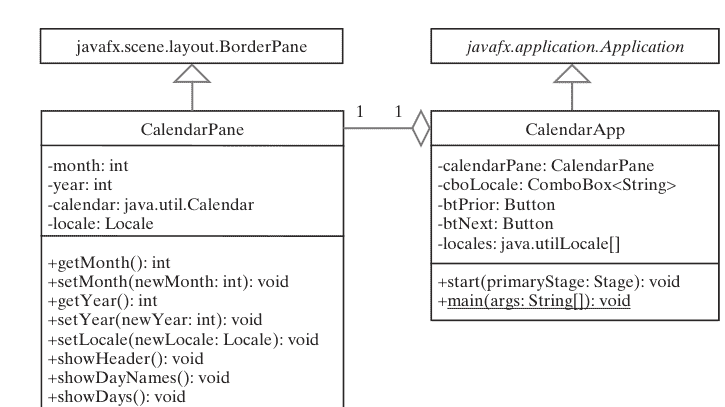 javafx.scene.layout.BorderPane
javafx.application.Application
1
1
CalendarPane
-month: int
-year: int
-calendar: java.util.Calendar
-locale: Locale
+getMonth(): int
+setMonth(newMonth: int): void
+getYear(): int
+setYear(newYear: int): void
+setLocale(newLocale: Locale): void
+showHeader(): void
+showDayNames(): void
+showDays(): void
CalendarApp
-calendarPane: CalendarPane
-cboLocale: ComboBox<String>
-btPrior: Button
-btNext: Button
-locales: java.utilLocale[]
+start(primaryStage: Stage): void
+main(args: String[]): void